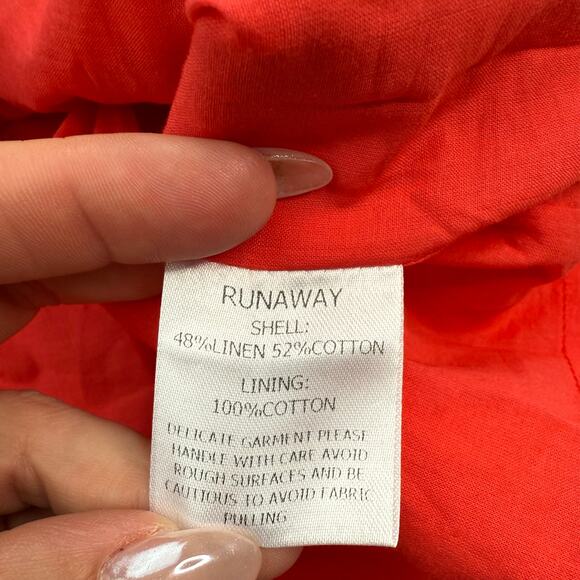 RUNAWAY
SHELL:
48%LINEN 52%COTTON
LINING:
100%COTTON
DELICATE GARMENT PLEASE
HANDLE WITH CARE AVOID
ROUGH SURFACES AND BE
CAUTIOUS TO AVOID FABRIC
PULLING